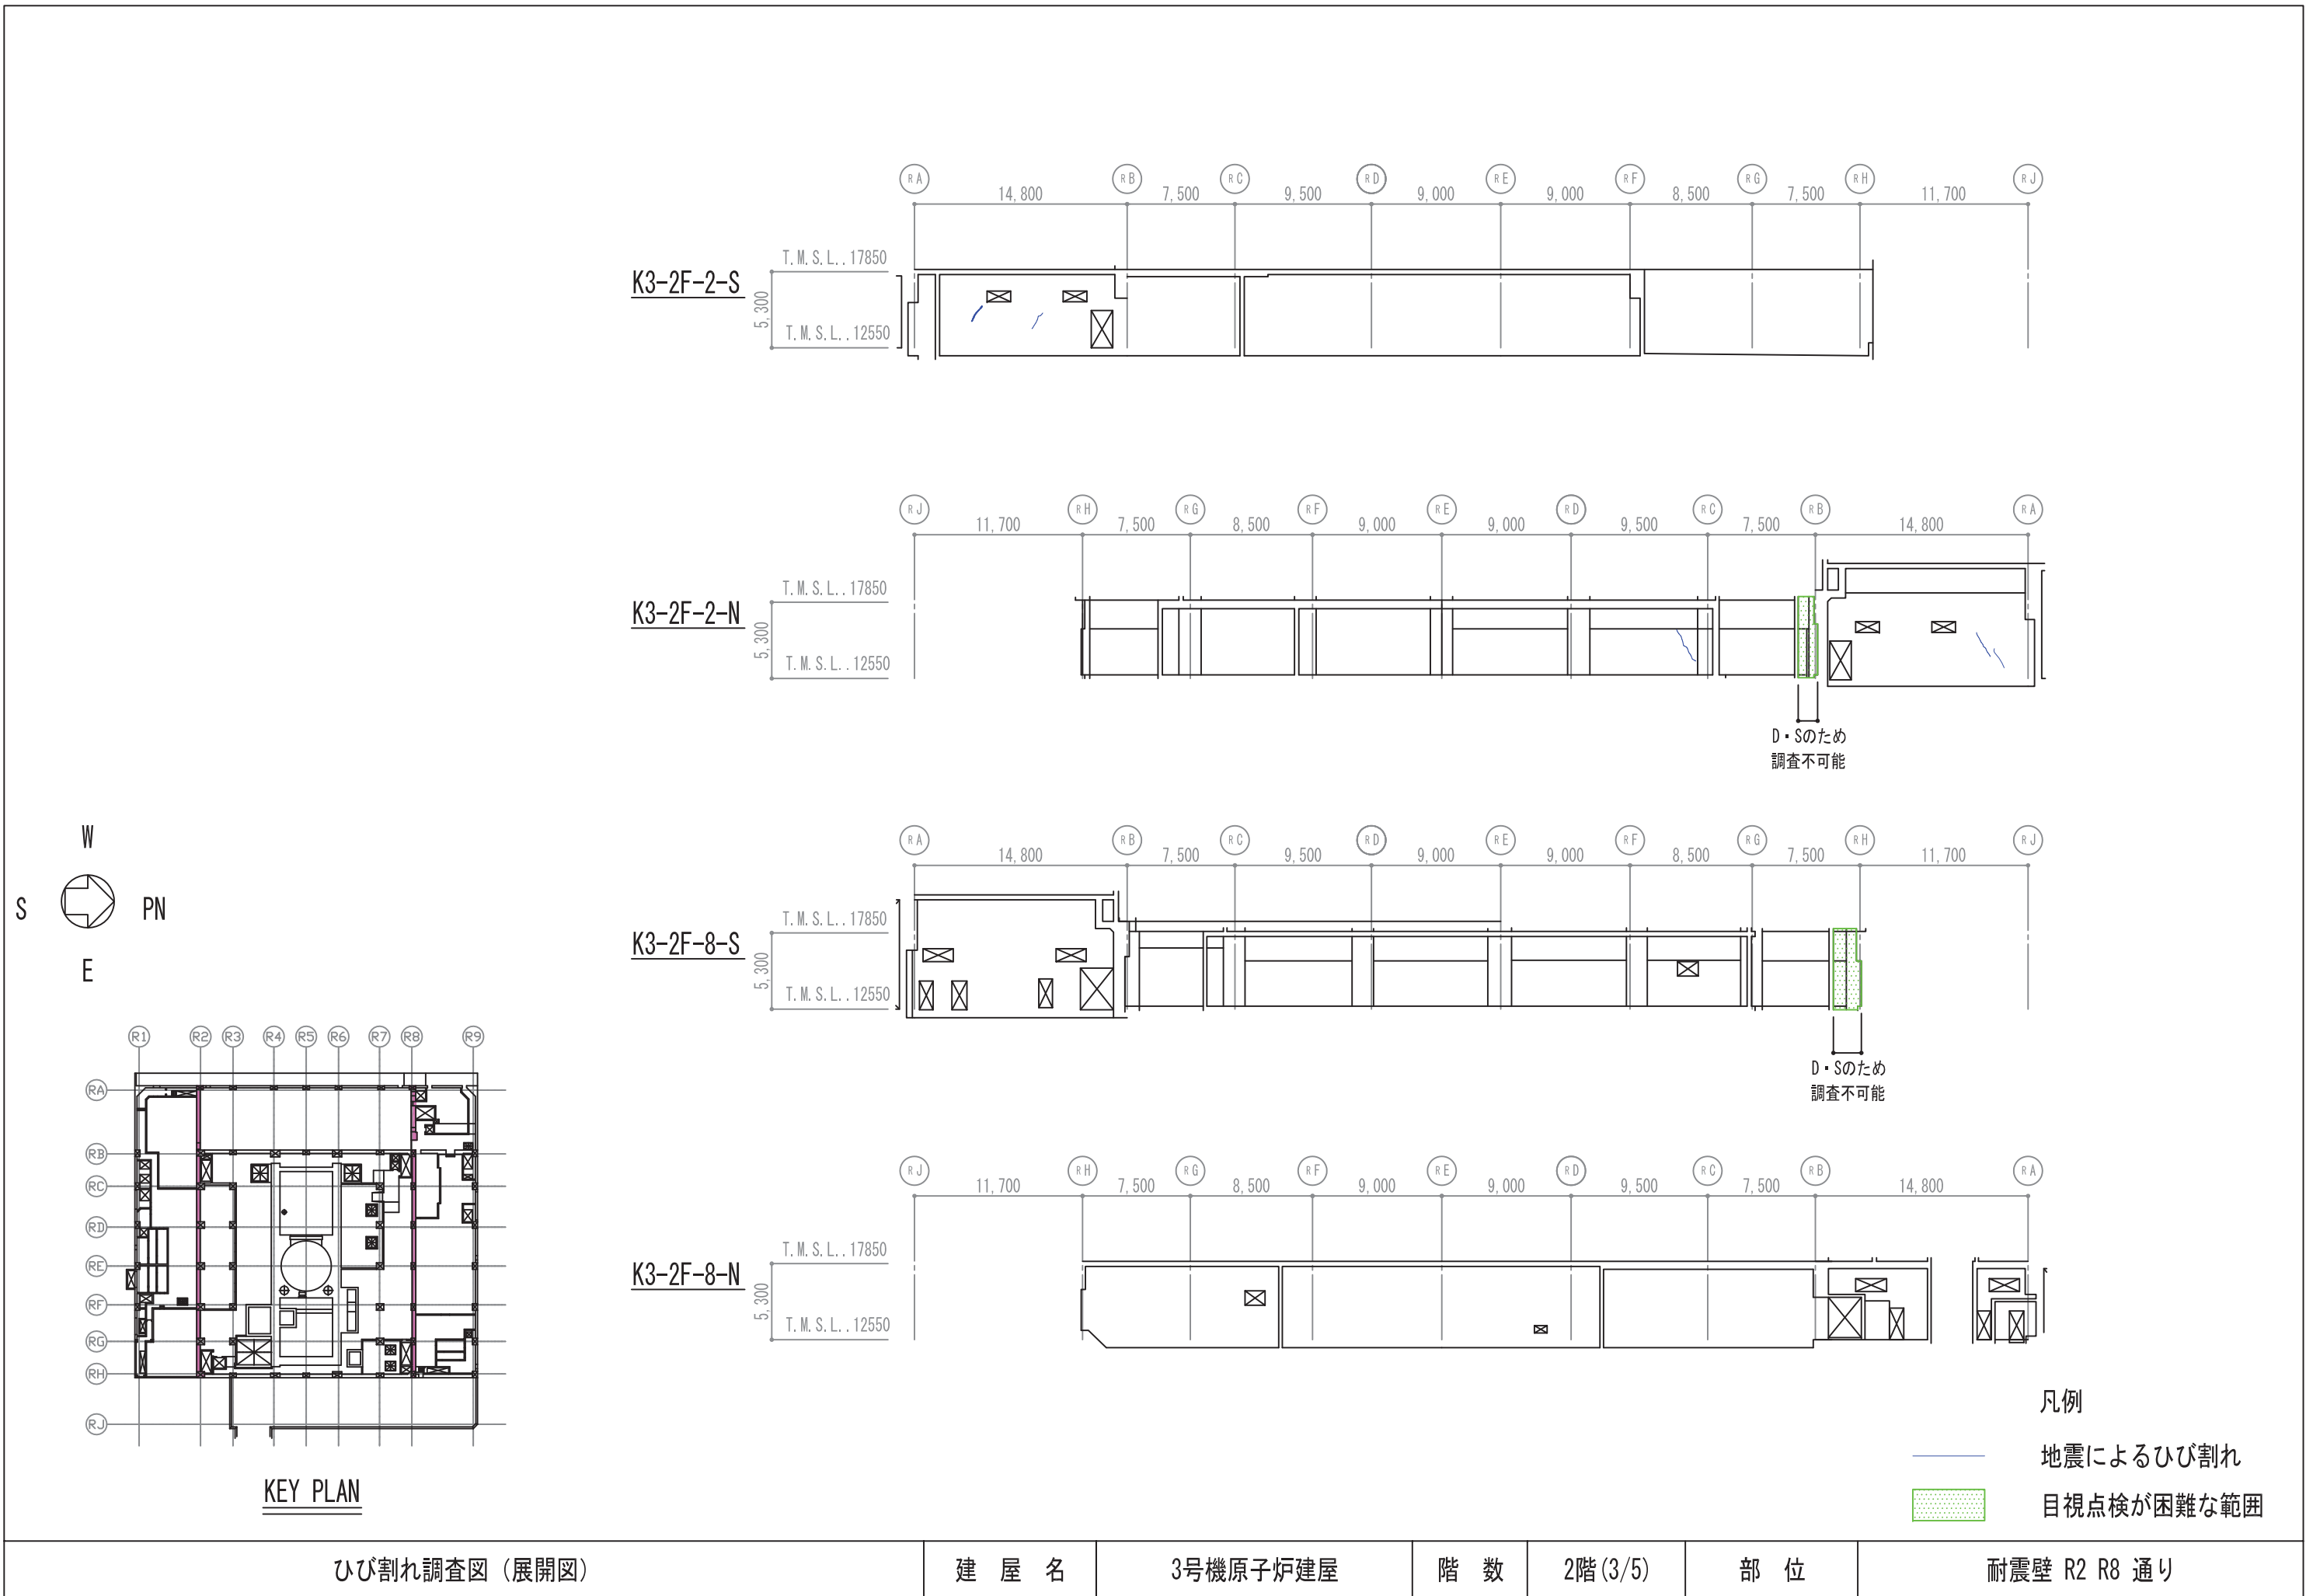 RA RB RC RD RE RF RG RH RJ
14,800 7,500 9,500 9,000 9,000 8,500 7,500 11,700
K3-2F-2-S
T.M.S.L..17850
5,300
T.M.S.L..12550
RJ RH RG RF RE RD RC RB RA
11,700 7,500 8,500 9,000 9,000 9,500 7,500 14,800
K3-2F-2-N
T.M.S.L..17850
5,300
T.M.S.L..12550
D・Sのため
調査不可能
RA RB RC RD RE RF RG RH RJ
14,800 7,500 9,500 9,000 9,000 8,500 7,500 11,700
K3-2F-8-S
T.M.S.L..17850
5,300
T.M.S.L..12550
D・Sのため
調査不可能
RJ RH RG RF RE RD RC RB RA
11,700 7,500 8,500 9,000 9,000 9,500 7,500 14,800
K3-2F-8-N
T.M.S.L..17850
5,300
T.M.S.L..12550
W
S PN
E
R1 R2 R3 R4 R5 R6 R7 R8 R9
RA
RB
RC
RD
RE
RF
RG
RH
RJ
KEY PLAN
凡例
地震によるひび割れ
目視点検が困難な範囲
ひび割れ調査図（展開図） 建屋名 3号機原子炉建屋 階数 2階(3/5) 部位 耐震壁 R2 R8 通り